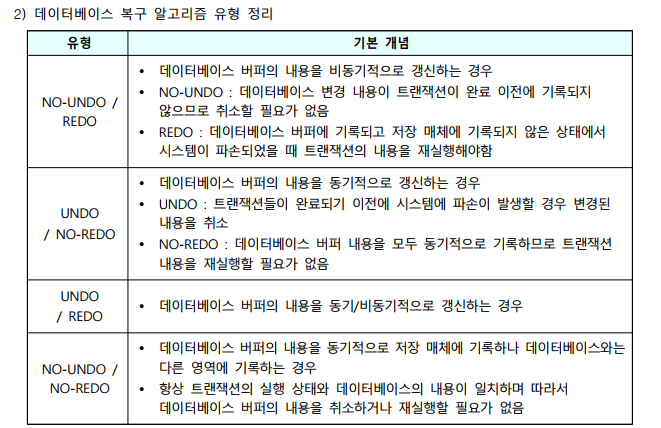 2) 데이터베이스 복구 알고리즘 유형 정리
유형
기본 개념
NO-UNDO /
REDO
• 데이터베이스 버퍼의 내용을 비동기적으로 갱신하는 경우
• NO-UNDO : 데이터베이스 변경 내용이 트랜잭션이 완료 이전에 기록되지
않으므로 취소할 필요가 없음
• REDO : 데이터베이스 버퍼에 기록되고 저장 매체에 기록되지 않은 상태에서
시스템이 파손되었을 때 트랜잭션의 내용을 재실행해야함
UNDO
/ NO-REDO
• 데이터베이스 버퍼의 내용을 동기적으로 갱신하는 경우
• UNDO : 트랜잭션들이 완료되기 이전에 시스템에 파손이 발생할 경우 변경된
내용을 취소
• NO-REDO : 데이터베이스 버퍼 내용을 모두 동기적으로 기록하므로 트랜잭션
내용을 재실행할 필요가 없음
UNDO
/ REDO
• 데이터베이스 버퍼의 내용을 동기/비동기적으로 갱신하는 경우
NO-UNDO /
NO-REDO
• 데이터베이스 버퍼의 내용을 동기적으로 저장 매체에 기록하나 데이터베이스와는
다른 영역에 기록하는 경우
• 항상 트랜잭션의 실행 상태와 데이터베이스의 내용이 일치하며 따라서
데이터베이스 버퍼의 내용을 취소하거나 재실행할 필요가 없음